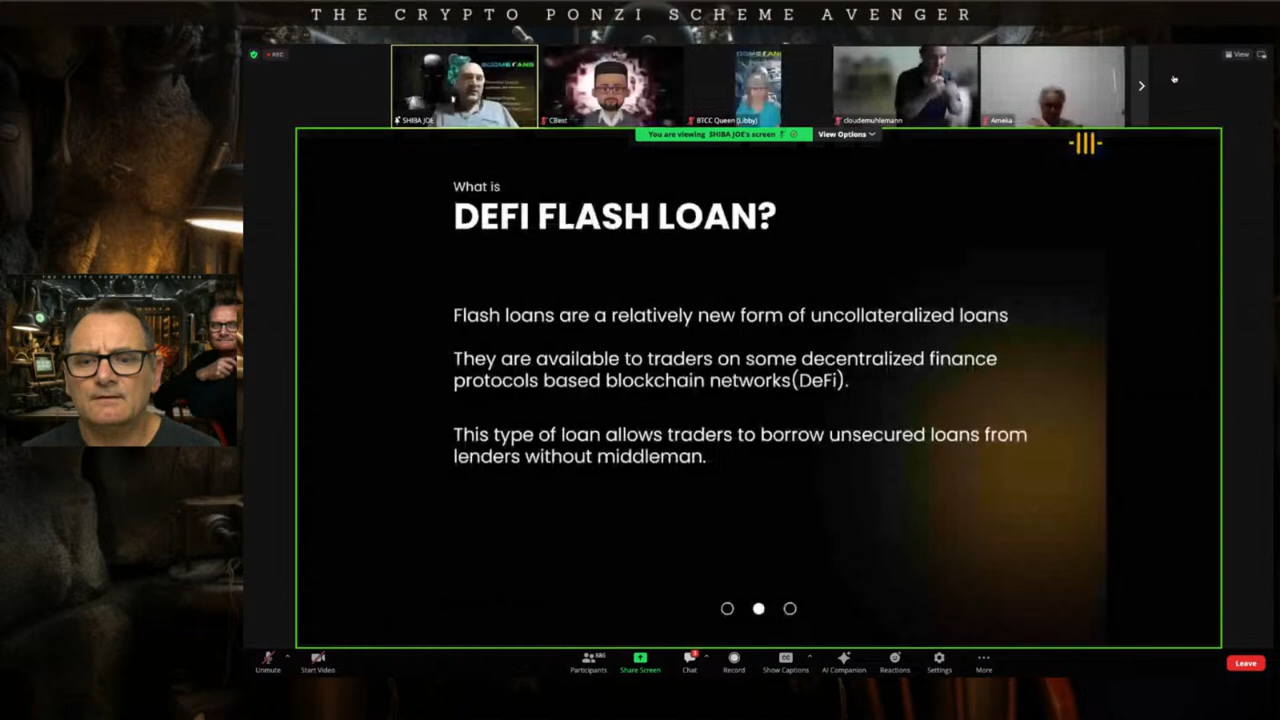 THE CRYPTO PONZI SCHEME AVENGER
REC
View
SHIBA JOE
CBest
BTCC Queen (Libby)
cloudemuhlemann
Amelia
You are viewing SHIBA JOE's screen
View Options
What is
DEFI FLASH LOAN?
Flash loans are a relatively new form of uncollateralized loans
They are available to traders on some decentralized finance
protocols based blockchain networks(DeFi).
This type of loan allows traders to borrow unsecured loans from
lenders without middleman.
Unmute
Start Video
Participants
886
Share Screen
Chat
Record
Show Captions
AI Companion
Reactions
Settings
More
Leave